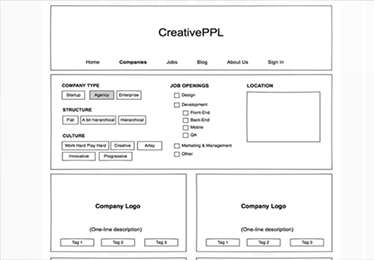 CreativePPL
Home Companies Jobs Blog About Us Sign In
COMPANY TYPE
Startup Agency Enterprise
STRUCTURE
Flat A bit hierarchical Hierarchical
CULTURE
Work Hard Play Hard Creative Artsy
Innovative Progressive
JOB OPENINGS
Design
Development
Front-End
Back-End
Mobile
QA
Marketing & Management
Other
LOCATION
Company Logo
(One-line description)
Tag 1 Tag 2 Tag 3
Company Logo
(One-line description)
Tag 1 Tag 2 Tag 3